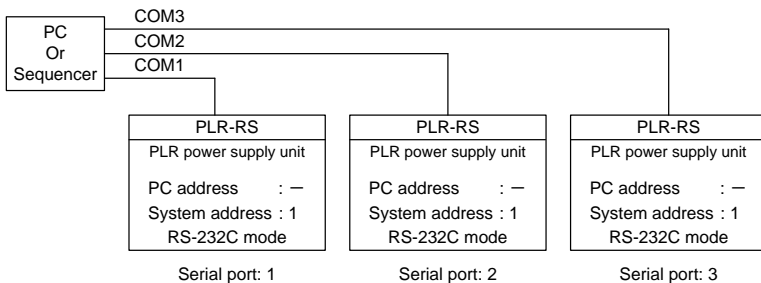 COM3
PC
Or
Sequencer
COM2
COM1
PLR-RS
PLR power supply unit
PC address : —
System address : 1
RS-232C mode
Serial port: 1
PLR-RS
PLR power supply unit
PC address : —
System address : 1
RS-232C mode
Serial port: 2
PLR-RS
PLR power supply unit
PC address : —
System address : 1
RS-232C mode
Serial port: 3